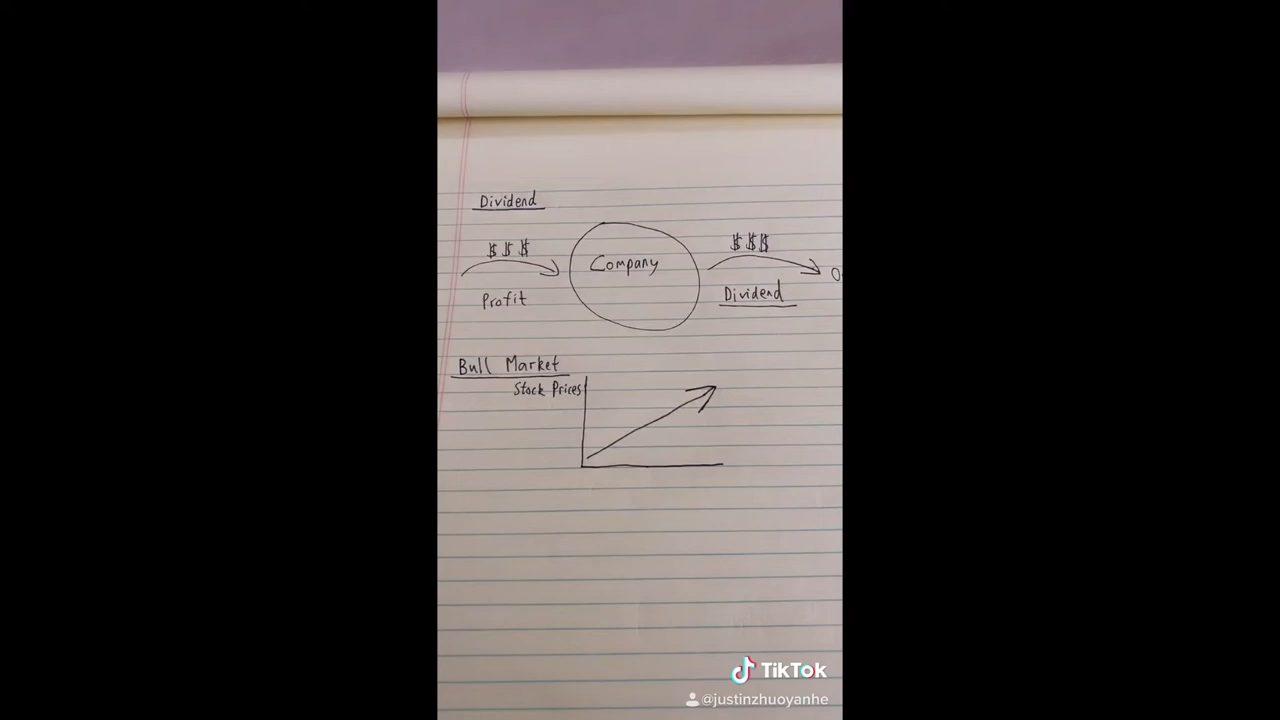 Dividend
$ $ $
$ $ $
Company
Profit
Dividend
Bull Market
Stock Prices
TikTok
@justinzhuoyanhe